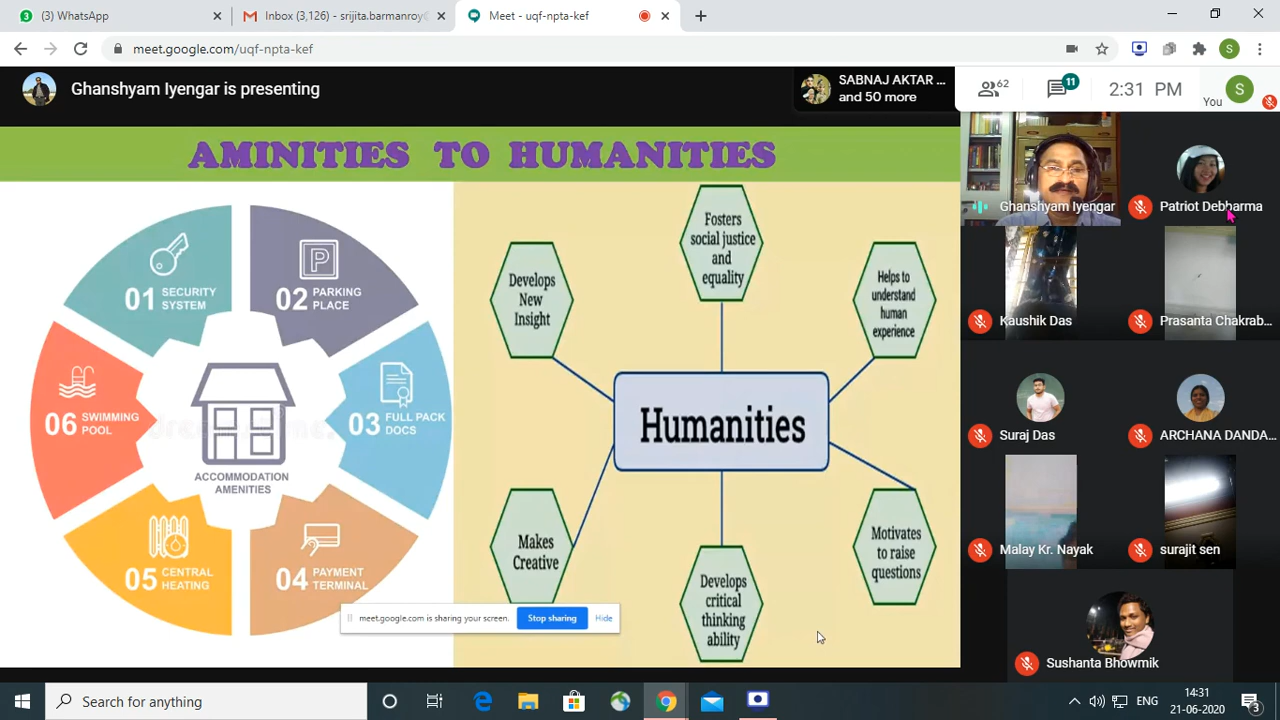 (3) WhatsApp
Inbox (3,126) - srijita.barmanroy
Meet - uqf-npta-kef
meet.google.com/uqf-npta-kef
S
Ghanshyam Iyengar is presenting
SABNAJ AKTAR ...
and 50 more
62
11
2:31 PM
You
S
AMINITIES TO HUMANITIES
01 SECURITY
SYSTEM
02 PARKING
PLACE
P
03 FULL PACK
DOCS
04 PAYMENT
TERMINAL
05 CENTRAL
HEATING
06 SWIMMING
POOL
ACCOMMODATION
AMENITIES
Fosters
social justice
and
equality
Develops
New
Insight
Helps to
understand
human
experience
Humanities
Makes
Creative
Develops
critical
thinking
ability
Motivates
to raise
questions
Ghanshyam Iyengar
Patriot Debbarma
Kaushik Das
Prasanta Chakrab...
Suraj Das
ARCHANA DANDA...
Malay Kr. Nayak
surajit sen
Sushanta Bhowmik
meet.google.com is sharing your screen.
Stop sharing
Hide
Search for anything
ENG
14:31
21-06-2020
3